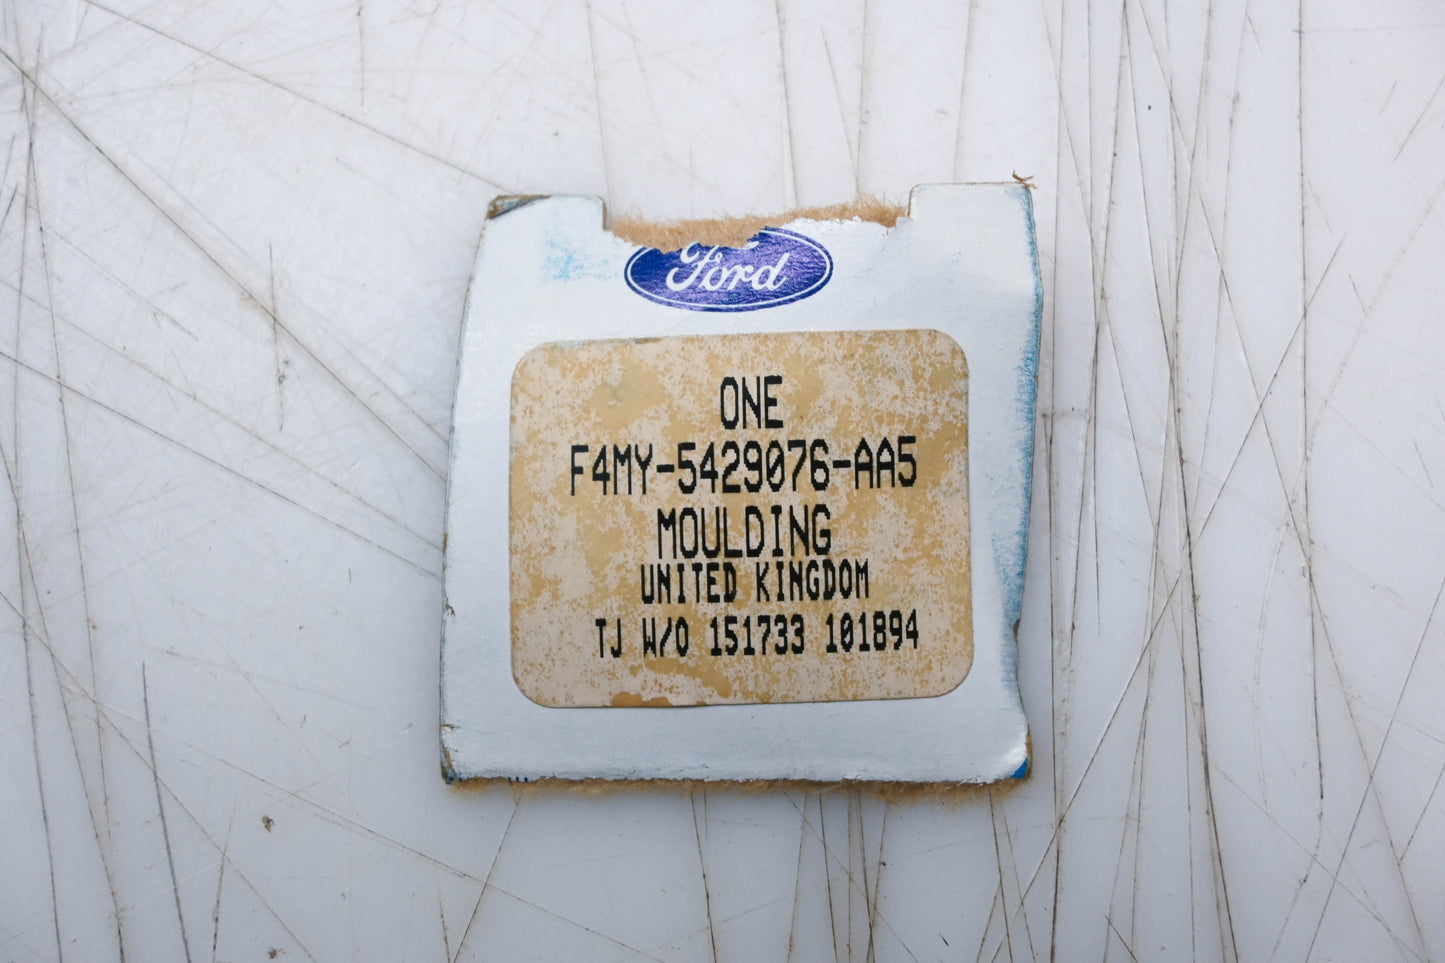 Ford
ONE
F4MY-5429076-AA5
MOULDING
UNITED KINGDOM
TJ W/O 151733 101894